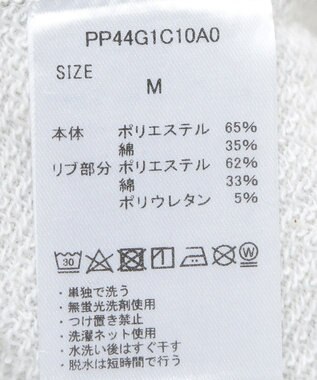 PP44G1C10A0
SIZE
M
本体 ポリエステル 65%
綿 35%
リブ部分 ポリエステル 62%
綿 33%
ポリウレタン 5%
30 W
・単独で洗う
・無蛍光洗剤使用
・つけ置き禁止
・洗濯ネット使用
・水洗い後はすぐ干す
・脱水は短時間で行う